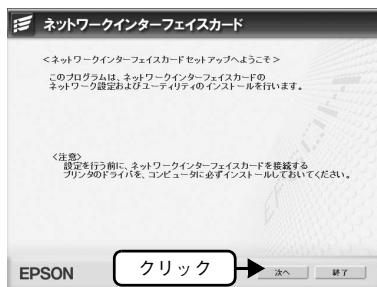 ネットワークインターフェイスカード
<ネットワークインターフェイスカードセットアップへようこそ>
このプログラムは、ネットワークインターフェイスカードの
ネットワーク設定およびユーティリティのインストールを行います。
<注意>
設定を行う前に、ネットワークインターフェイスカードを接続する
プリンタのドライバを、コンピュータに必ずインストールしておいてください。
EPSON
クリック
次へ
終了